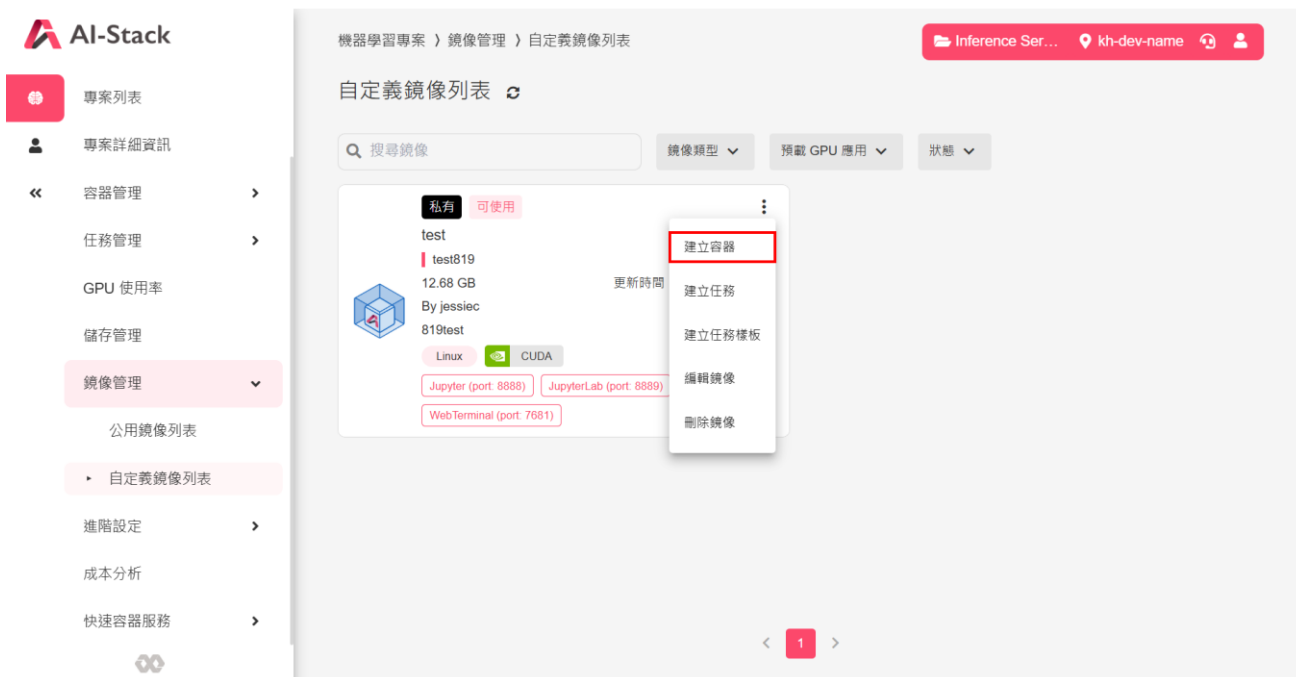 AI-Stack
專案列表
專案詳細資訊
容器管理
任務管理
GPU 使用率
儲存管理
鏡像管理
公用鏡像列表
自定義鏡像列表
進階設定
成本分析
快速容器服務
機器學習專案 〉鏡像管理 〉自定義鏡像列表
Inference Ser... kh-dev-name
自定義鏡像列表
搜尋鏡像 鏡像類型 預載 GPU 應用 狀態
私有 可使用
test
test819
12.68 GB 更新時間
By jessiec
819test
Linux CUDA
Jupyter (port: 8888) JupyterLab (port: 8889)
WebTerminal (port: 7681)
建立容器
建立任務
建立任務樣板
編輯鏡像
刪除鏡像
1